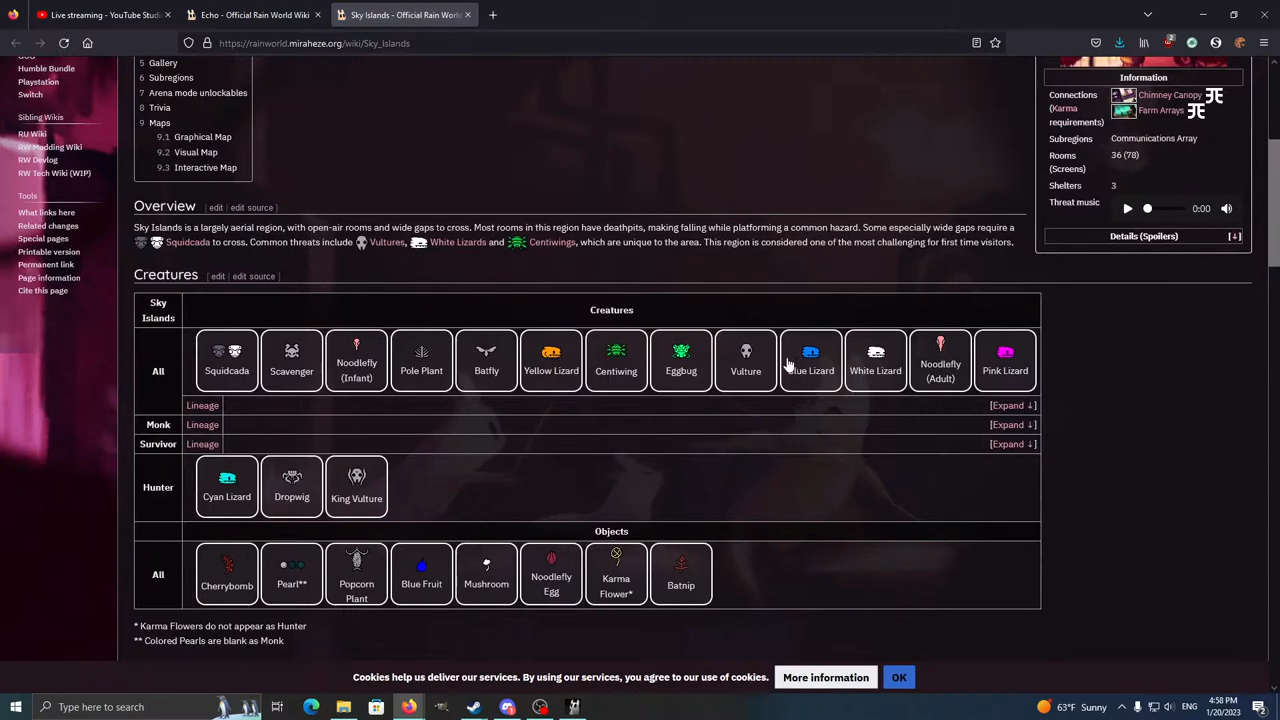 Live streaming - YouTube Studi
Echo - Official Rain World Wiki
Sky Islands - Official Rain World
https://rainworld.miraheze.org/wiki/Sky_Islands
2
GOG
Humble Bundle
Playstation
Switch
Sibling Wikis
RU Wiki
RW Modding Wiki
RW Devlog
RW Tech Wiki (WIP)
Tools
What links here
Related changes
Special pages
Printable version
Permanent link
Page information
Cite this page
5 Gallery
6 Subregions
7 Arena mode unlockables
8 Trivia
9 Maps
9.1 Graphical Map
9.2 Visual Map
9.3 Interactive Map
Information
Connections (Karma requirements)
Chimney Canopy
Farm Arrays
Subregions Communications Array
Rooms (Screens) 36 (78)
Shelters 3
Threat music 0:00
Details (Spoilers) [↓]
Overview [edit | edit source]
Sky Islands is a largely aerial region, with open-air rooms and wide gaps to cross. Most rooms in this region have deathpits, making falling while platforming a common hazard. Some especially wide gaps require a
Squidcada to cross. Common threats include Vultures, White Lizards and Centiwings, which are unique to the area. This region is considered one of the most challenging for first time visitors.
Creatures [edit | edit source]
Sky Islands
Creatures
All
Squidcada Scavenger Noodlefly (Infant) Pole Plant Batfly Yellow Lizard Centiwing Eggbug Vulture Blue Lizard White Lizard Noodlefly (Adult) Pink Lizard
Lineage [Expand ↓]
Monk Lineage [Expand ↓]
Survivor Lineage [Expand ↓]
Hunter
Cyan Lizard Dropwig King Vulture
Objects
All
Cherrybomb Pearl** Popcorn Plant Blue Fruit Mushroom Noodlefly Egg Karma Flower* Batnip
* Karma Flowers do not appear as Hunter
** Colored Pearls are blank as Monk
Cookies help us deliver our services. By using our services, you agree to our use of cookies.
More information
OK
Type here to search
63°F Sunny
ENG
4:58 PM
1/20/2023
2